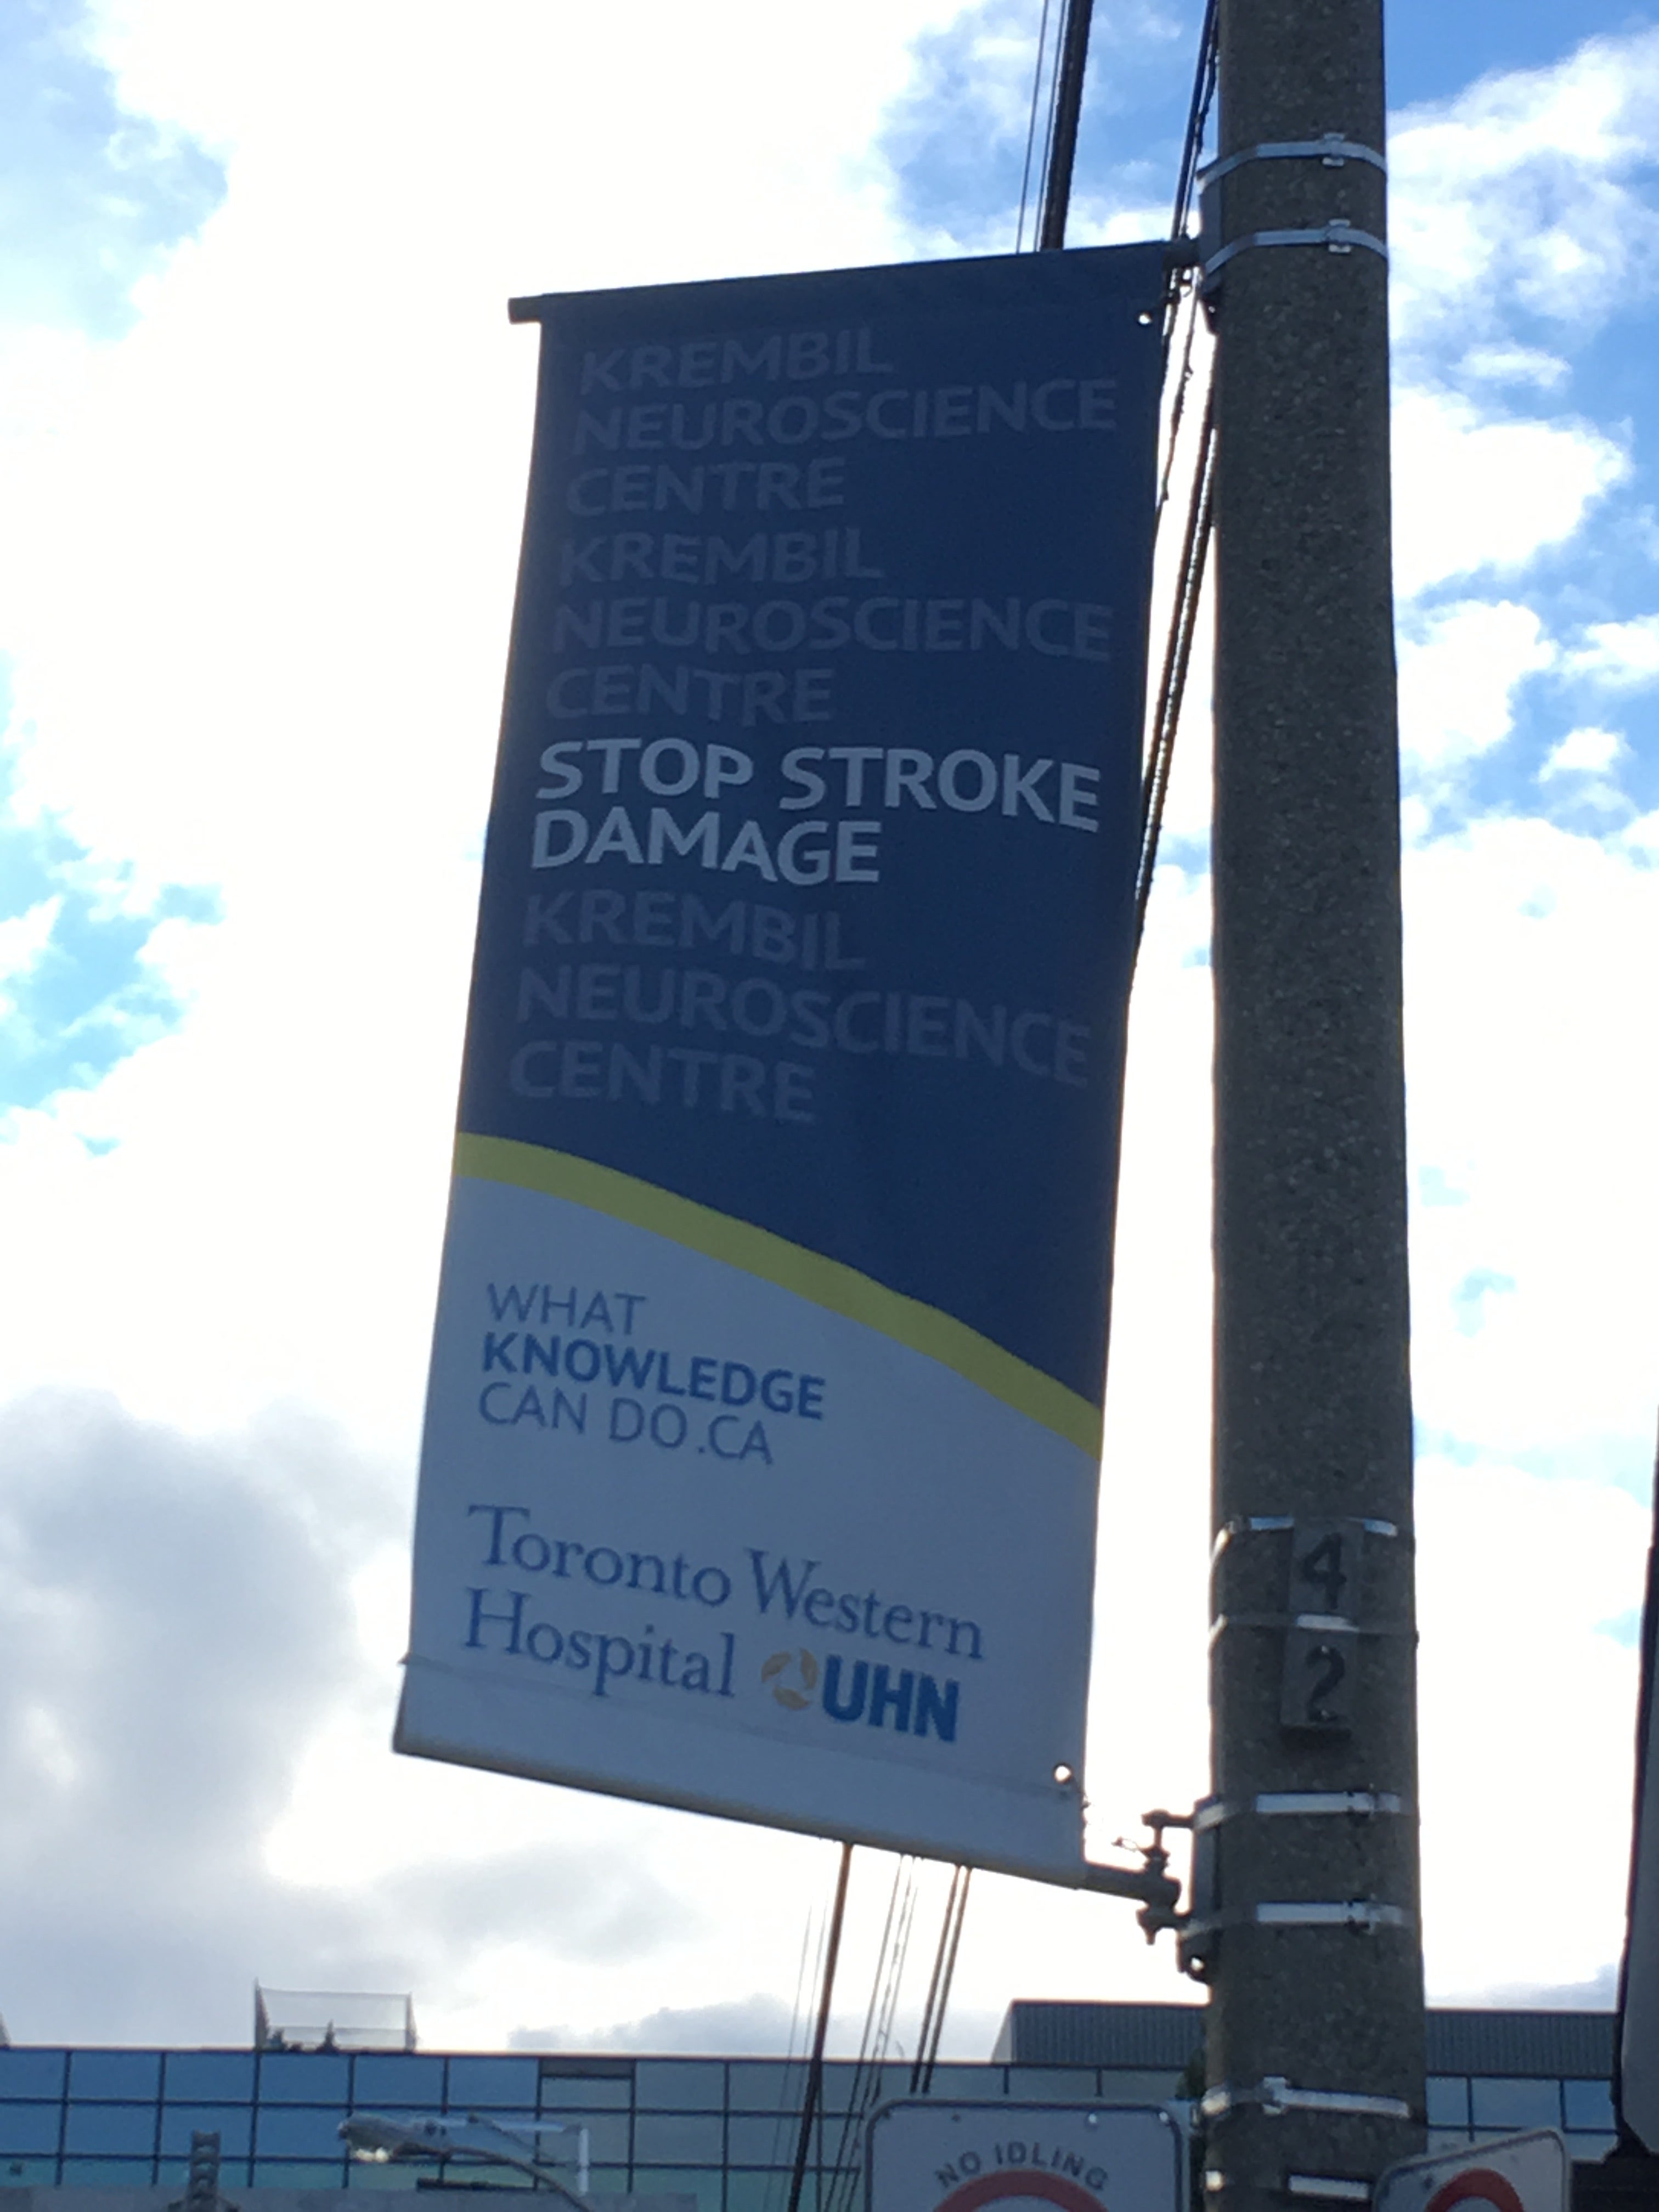 KREMBIL
NEUROSCIENCE
CENTRE
KREMBIL
NEUROSCIENCE
CENTRE
STOP STROKE
DAMAGE
KREMBIL
NEUROSCIENCE
CENTRE
WHAT
KNOWLEDGE
CAN DO.CA
Toronto Western
Hospital UHN
4
2
NO IDLING